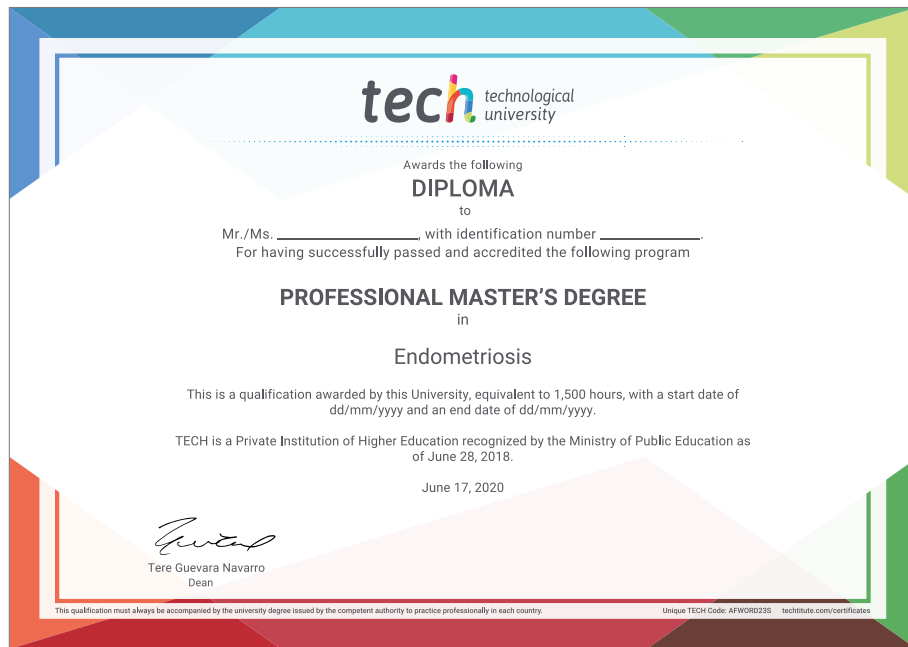 tech technological
university
Awards the following
DIPLOMA
to
Mr./Ms. ____________________, with identification number ______________.
For having successfully passed and accredited the following program
PROFESSIONAL MASTER'S DEGREE
in
Endometriosis
This is a qualification awarded by this University, equivalent to 1,500 hours, with a start date of
dd/mm/yyyy and an end date of dd/mm/yyyy.
TECH is a Private Institution of Higher Education recognized by the Ministry of Public Education as
of June 28, 2018.
June 17, 2020
Tere Guevara Navarro
Dean
This qualification must always be accompanied by the university degree issued by the competent authority to practice professionally in each country. Unique TECH Code: AFWORD23S techtitute.com/certificates